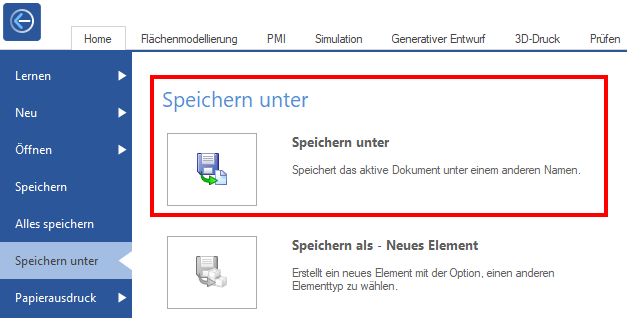 Home Flächenmodellierung PMI Simulation Generativer Entwurf 3D-Druck Prüfen
Lernen
Neu
Öffnen
Speichern
Alles speichern
Speichern unter
Papierausdruck
Speichern unter
Speichern unter
Speichert das aktive Dokument unter einem anderen Namen.
Speichern als - Neues Element
Erstellt ein neues Element mit der Option, einen anderen
Elementtyp zu wählen.